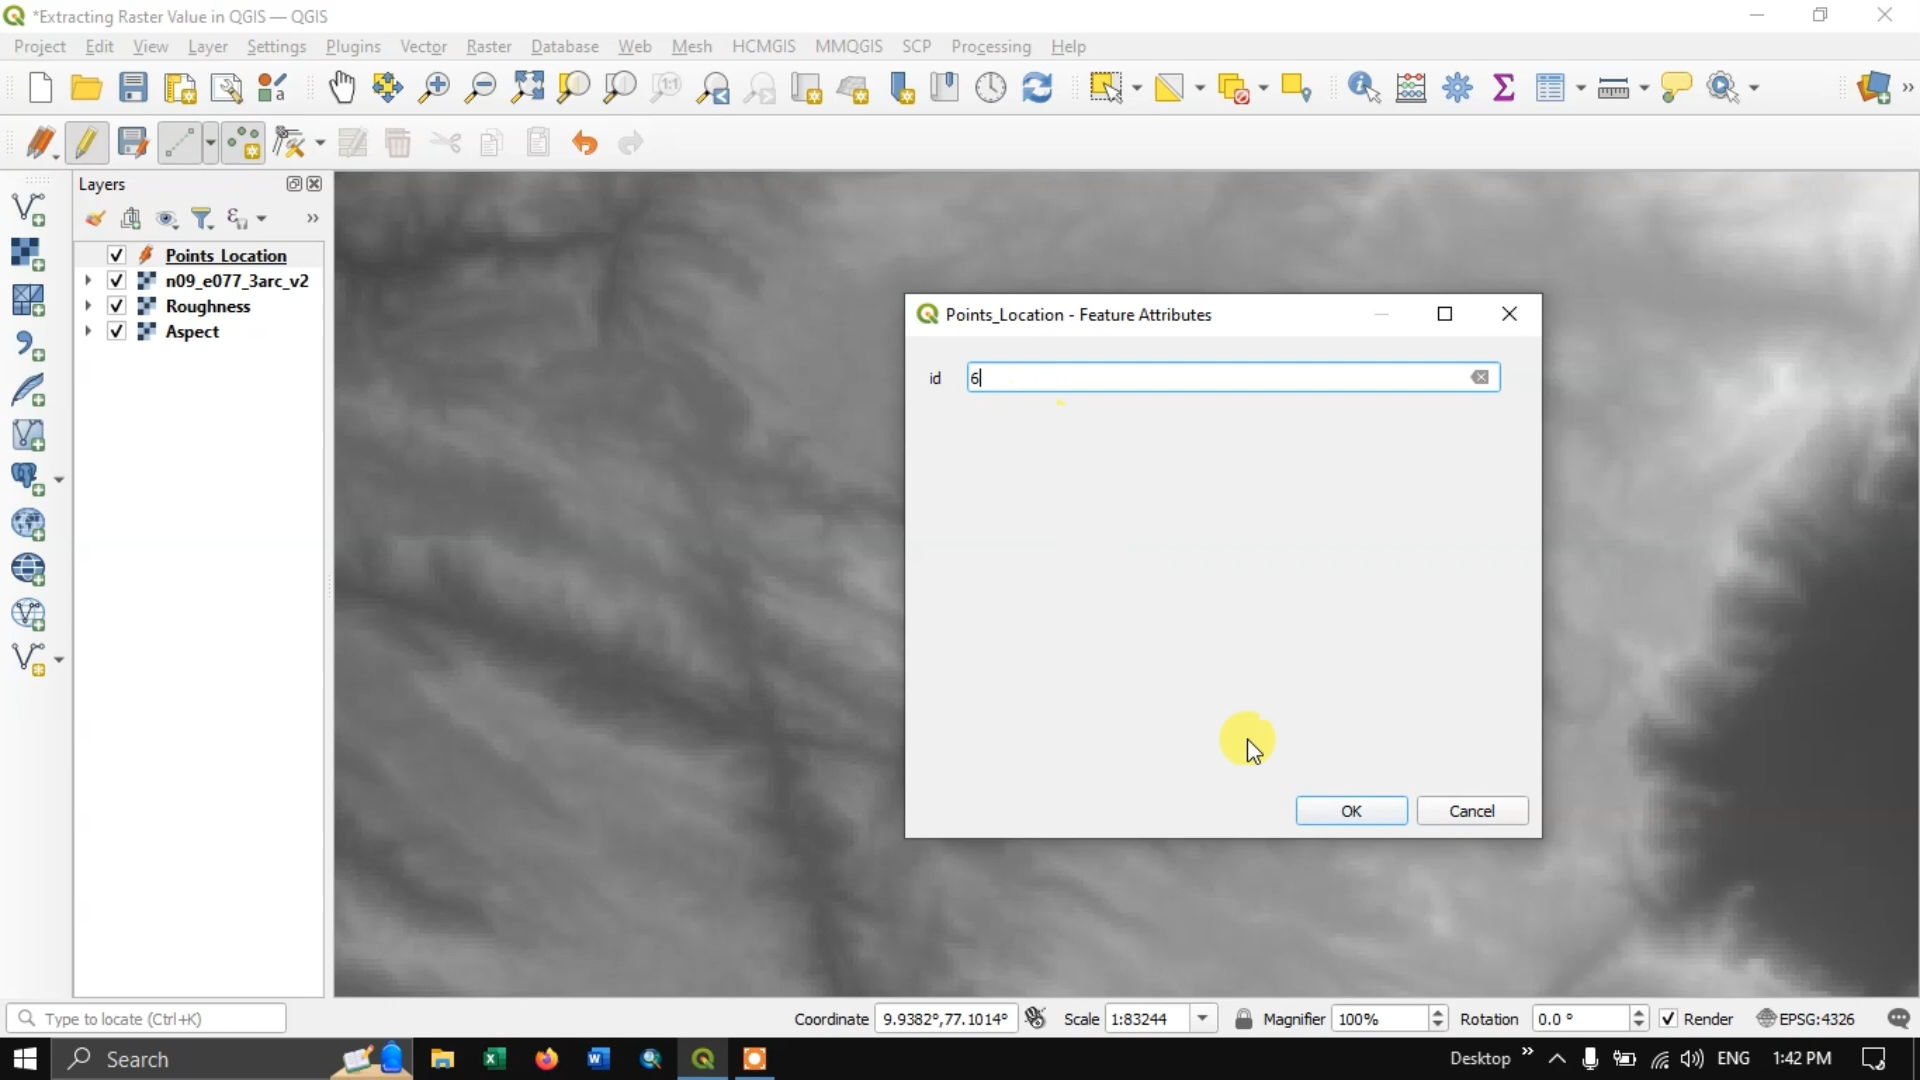 *Extracting Raster Value in QGIS — QGIS
Project Edit View Layer Settings Plugins Vector Raster Database Web Mesh HCMGIS MMQGIS SCP Processing Help
Layers
Points_Location
n09_e077_3arc_v2
Roughness
Aspect
Points_Location - Feature Attributes
id 6
OK Cancel
Type to locate (Ctrl+K)
Coordinate 9.9382°,77.1014° Scale 1:83244 Magnifier 100% Rotation 0.0 ° Render EPSG:4326
Search
Desktop ENG 1:42 PM